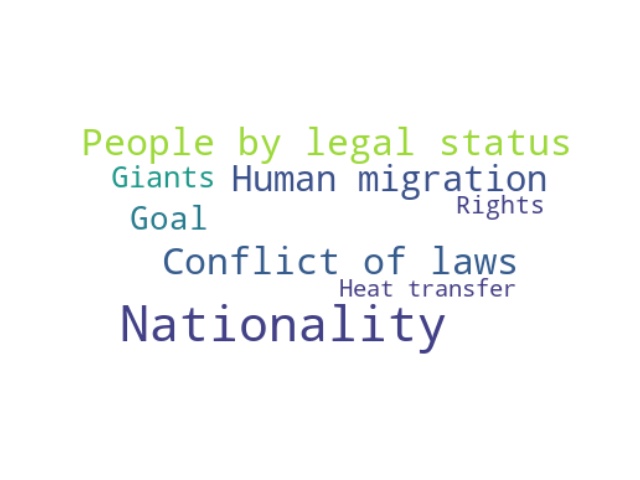 People by legal status
Giants Human migration
Rights
Goal
Conflict of laws
Heat transfer
Nationality